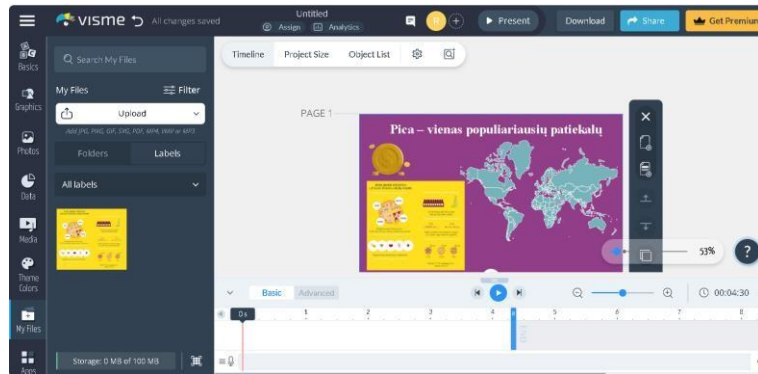 visme
All changes saved
Untitled
Assign
Analytics
R
Present
Download
Share
Get Premium
Basics
Graphics
Photos
Data
Media
Theme
Colors
My Files
Apps
Search My Files
My Files
Filter
Upload
Add JPG, PNG, GIF, SVG, PDF, MP4, WAV or MP3
Folders
Labels
All labels
Storage: 0 MB of 100 MB
Timeline
Project Size
Object List
PAGE 1
Pica – vienas populiariausių patiekalų
53%
?
Basic
Advanced
00:04:30
0s
1
2
3
4
5
6
7
8
END